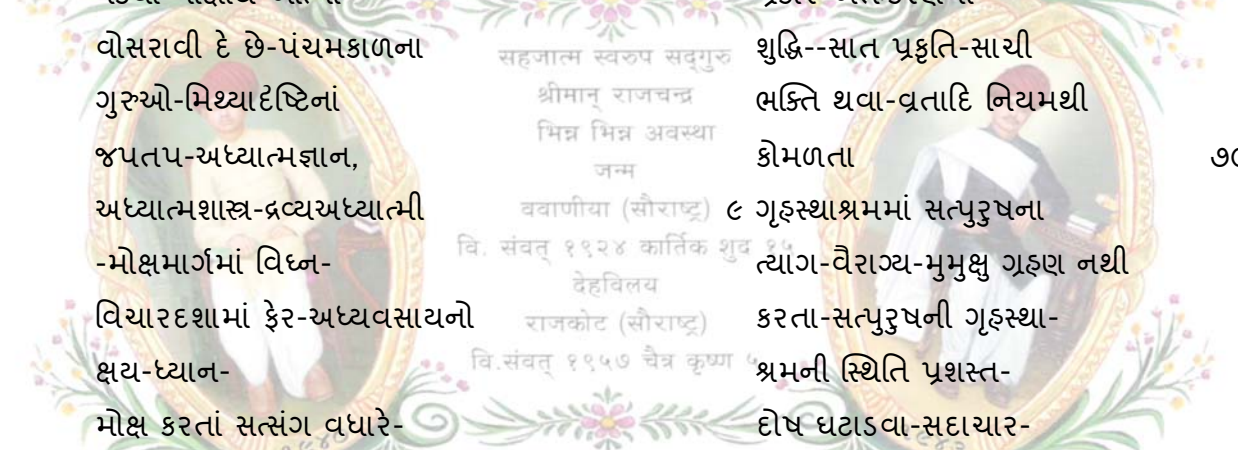 વોસરાવી દે છે-પંચમકાળના
ગુરુઓ-મિથ્યાદૃષ્ટિનાં
જપતપ-અધ્યાત્મજ્ઞાન,
અધ્યાત્મશાસ્ત્ર-દ્રવ્યઅધ્યાત્મી
-મોક્ષમાર્ગમાં વિઘ્ન-
વિચારદશામાં ફેર-અધ્યવસાયનો
ક્ષય-ધ્યાન-
મોક્ષ કરતાં સત્સંગ વધારે-
सहजात्म स्वरुप सद्‌गुरु
श्रीमान् राजचन्द्र
भिन्न भिन्न अवस्था
जन्म
ववाणीया (सौराष्ट्र)
वि. संवत् १९२४ कार्तिक शुद १५
देहविलय
राजकोट (सौराष्ट्र)
वि.संवत् १९५७ चैत्र कृष्ण ५
શુદ્ધિ--સાત પ્રકૃતિ-સાચી
ભક્તિ થવા-વ્રતાદિ નિયમથી
કોમળતા
૯ ગૃહસ્થાશ્રમમાં સત્પુરુષના
ત્યાગ-વૈરાગ્ય-મુમુક્ષુ ગ્રહણ નથી
કરતા-સત્પુરુષની ગૃહસ્થા-
શ્રમની સ્થિતિ પ્રશસ્ત-
દોષ ઘટાડવા-સદાચાર-